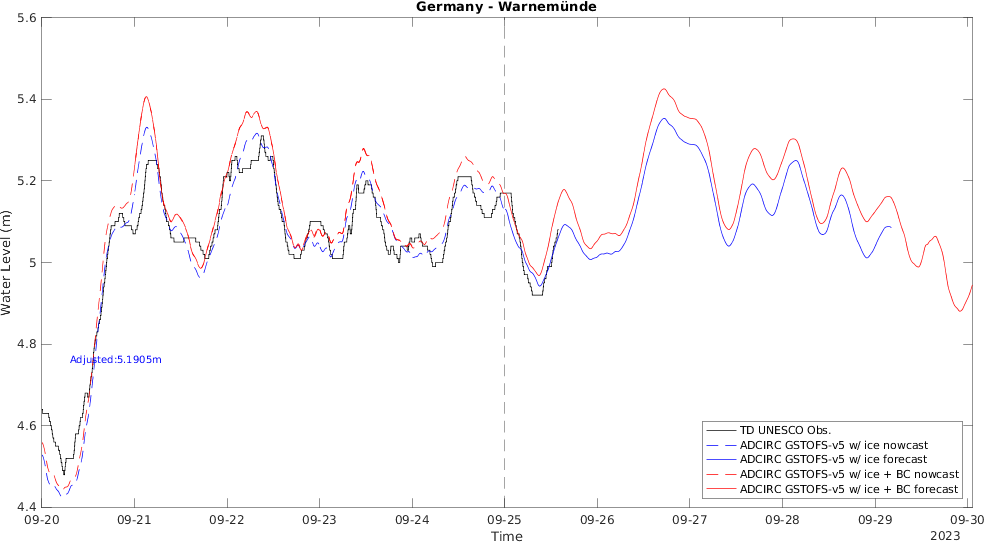 Germany - Warnemünde
Water Level (m)
5.6
5.4
5.2
5
4.8
4.6
4.4
Adjusted:5.1905m
TD UNESCO Obs.
ADCIRC GSTOFS-v5 w/ ice nowcast
ADCIRC GSTOFS-v5 w/ ice forecast
ADCIRC GSTOFS-v5 w/ ice + BC nowcast
ADCIRC GSTOFS-v5 w/ ice + BC forecast
09-20 09-21 09-22 09-23 09-24 09-25 09-26 09-27 09-28 09-29 09-30
Time
2023